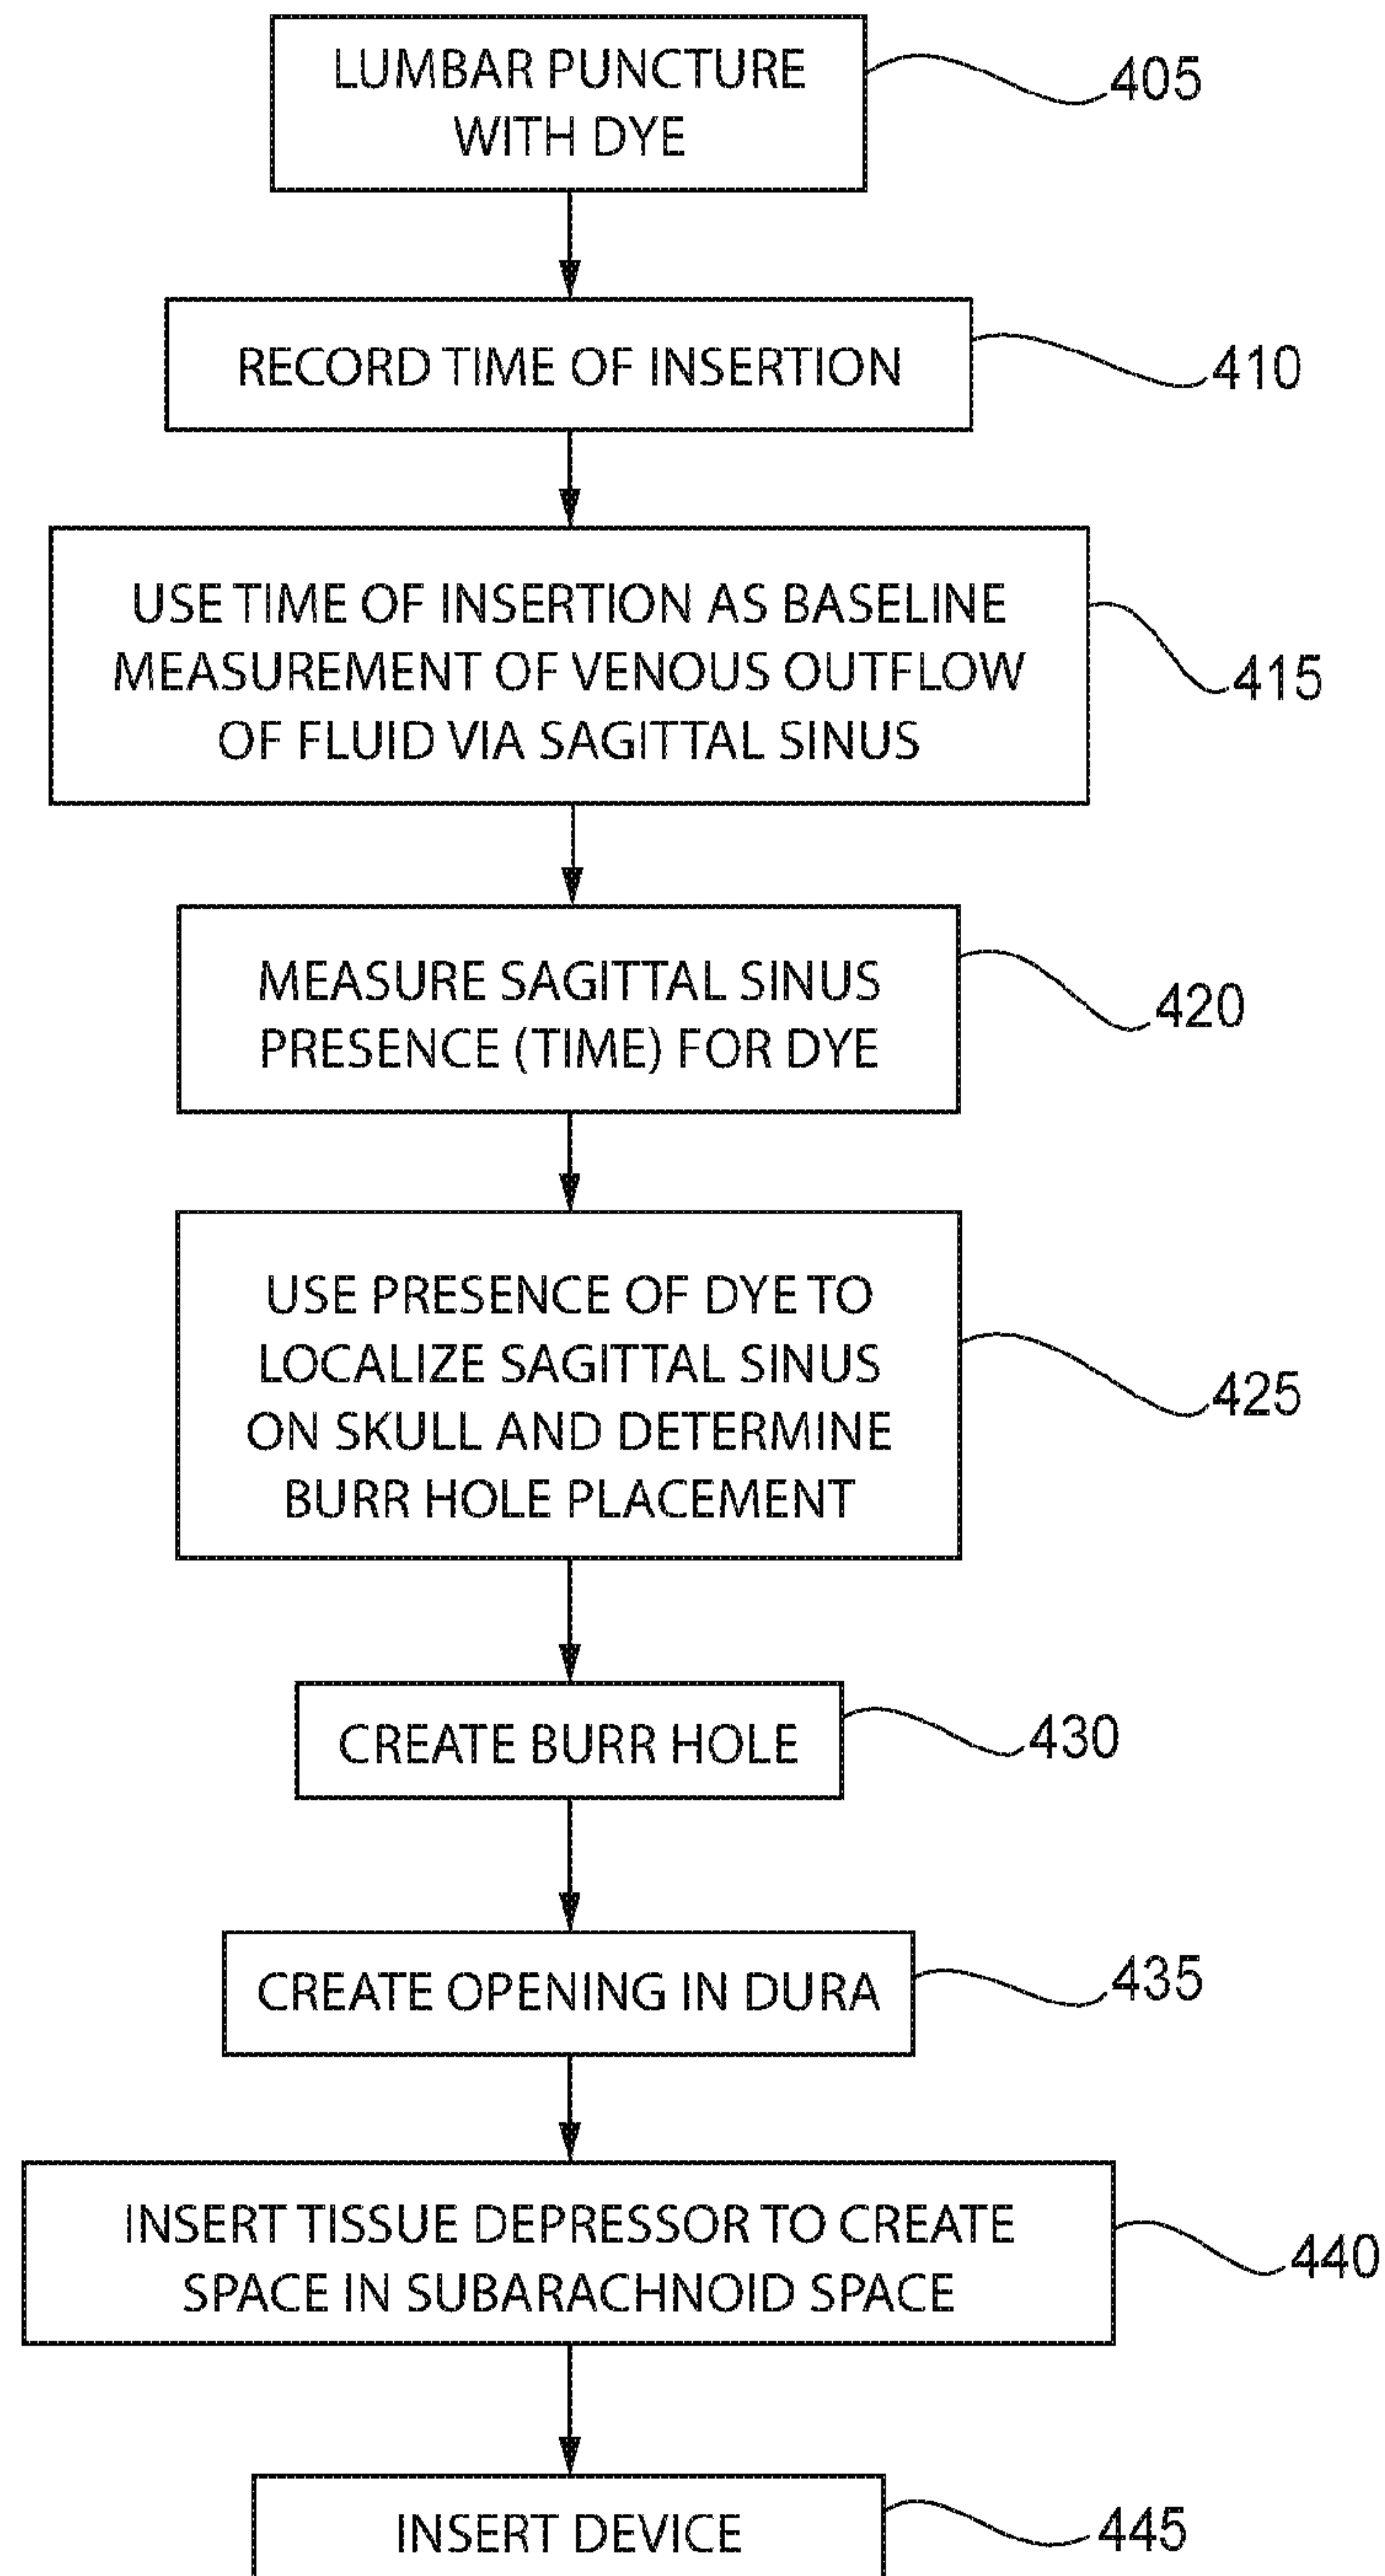 LUMBAR PUNCTURE
WITH DYE
405
RECORD TIME OF INSERTION
410
USE TIME OF INSERTION AS BASELINE
MEASUREMENT OF VENOUS OUTFLOW
OF FLUID VIA SAGITTAL SINUS
415
MEASURE SAGITTAL SINUS
PRESENCE (TIME) FOR DYE
420
USE PRESENCE OF DYE TO
LOCALIZE SAGITTAL SINUS
ON SKULL AND DETERMINE
BURR HOLE PLACEMENT
425
CREATE BURR HOLE
430
CREATE OPENING IN DURA
435
INSERT TISSUE DEPRESSOR TO CREATE
SPACE IN SUBARACHNOID SPACE
440
INSERT DEVICE
445